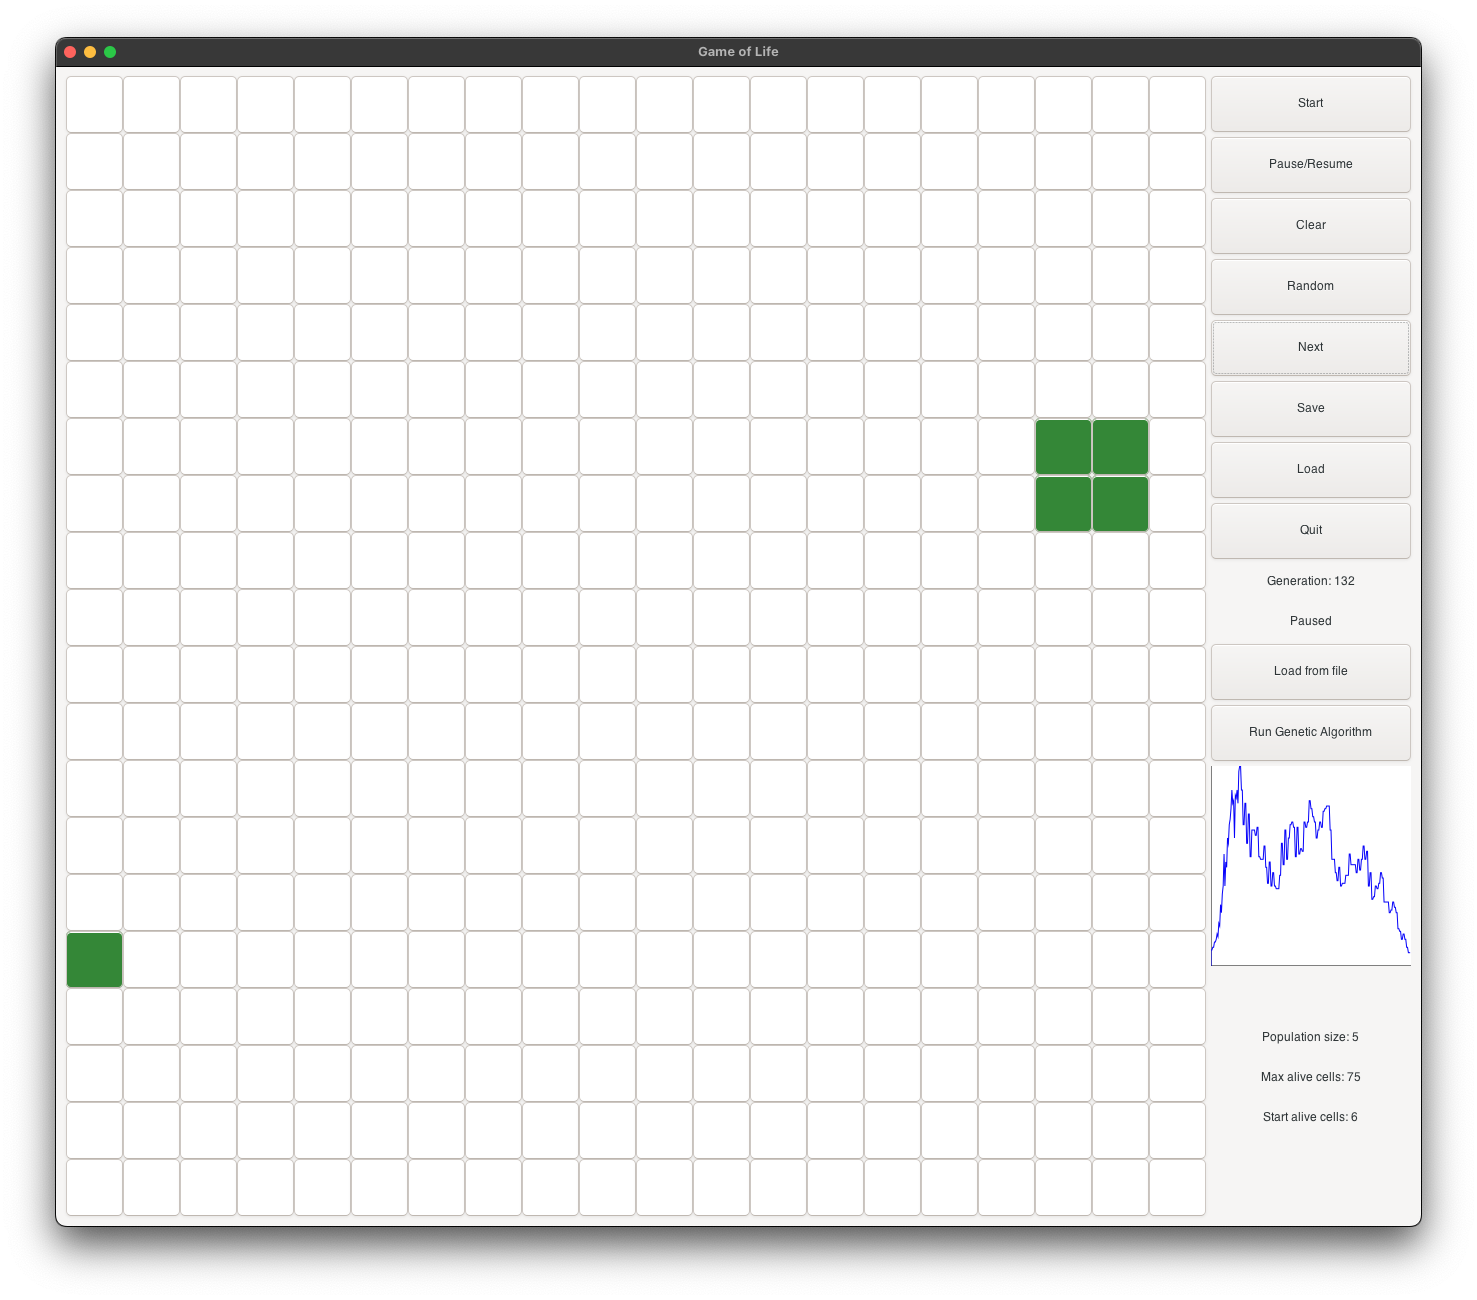 Game of Life
Start
Pause/Resume
Clear
Random
Next
Save
Load
Quit
Generation: 132
Paused
Load from file
Run Genetic Algorithm
Population size: 5
Max alive cells: 75
Start alive cells: 6